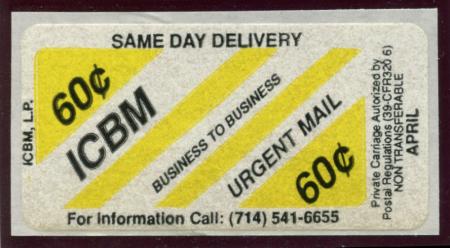 SAME DAY DELIVERY
60¢
ICBM, L.P.
ICBM
BUSINESS TO BUSINESS
URGENT MAIL
60¢
Private Carriage Autorized by
Postal Regulations (39-CFR320 6)
NON TRANSFERABLE
APRIL
For Information Call: (714) 541-6655